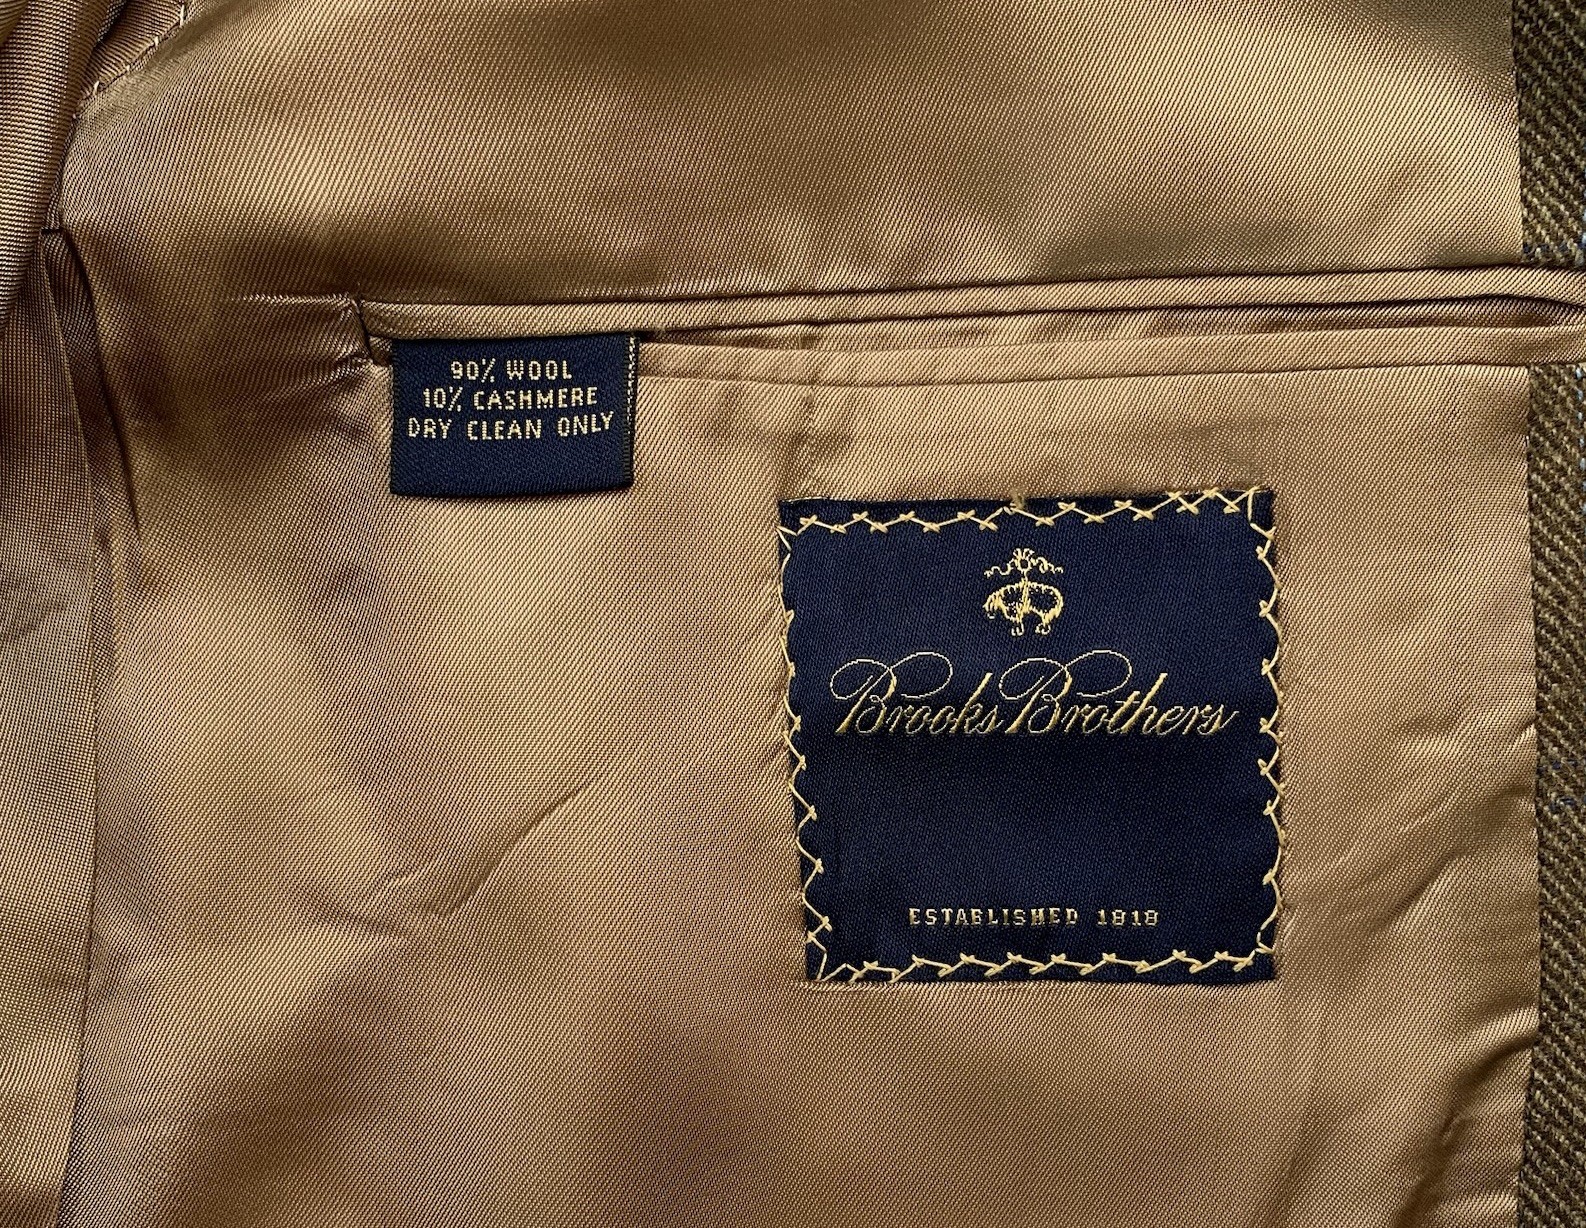 90% WOOL
10% CASHMERE
DRY CLEAN ONLY
Brooks Brothers
ESTABLISHED 1818